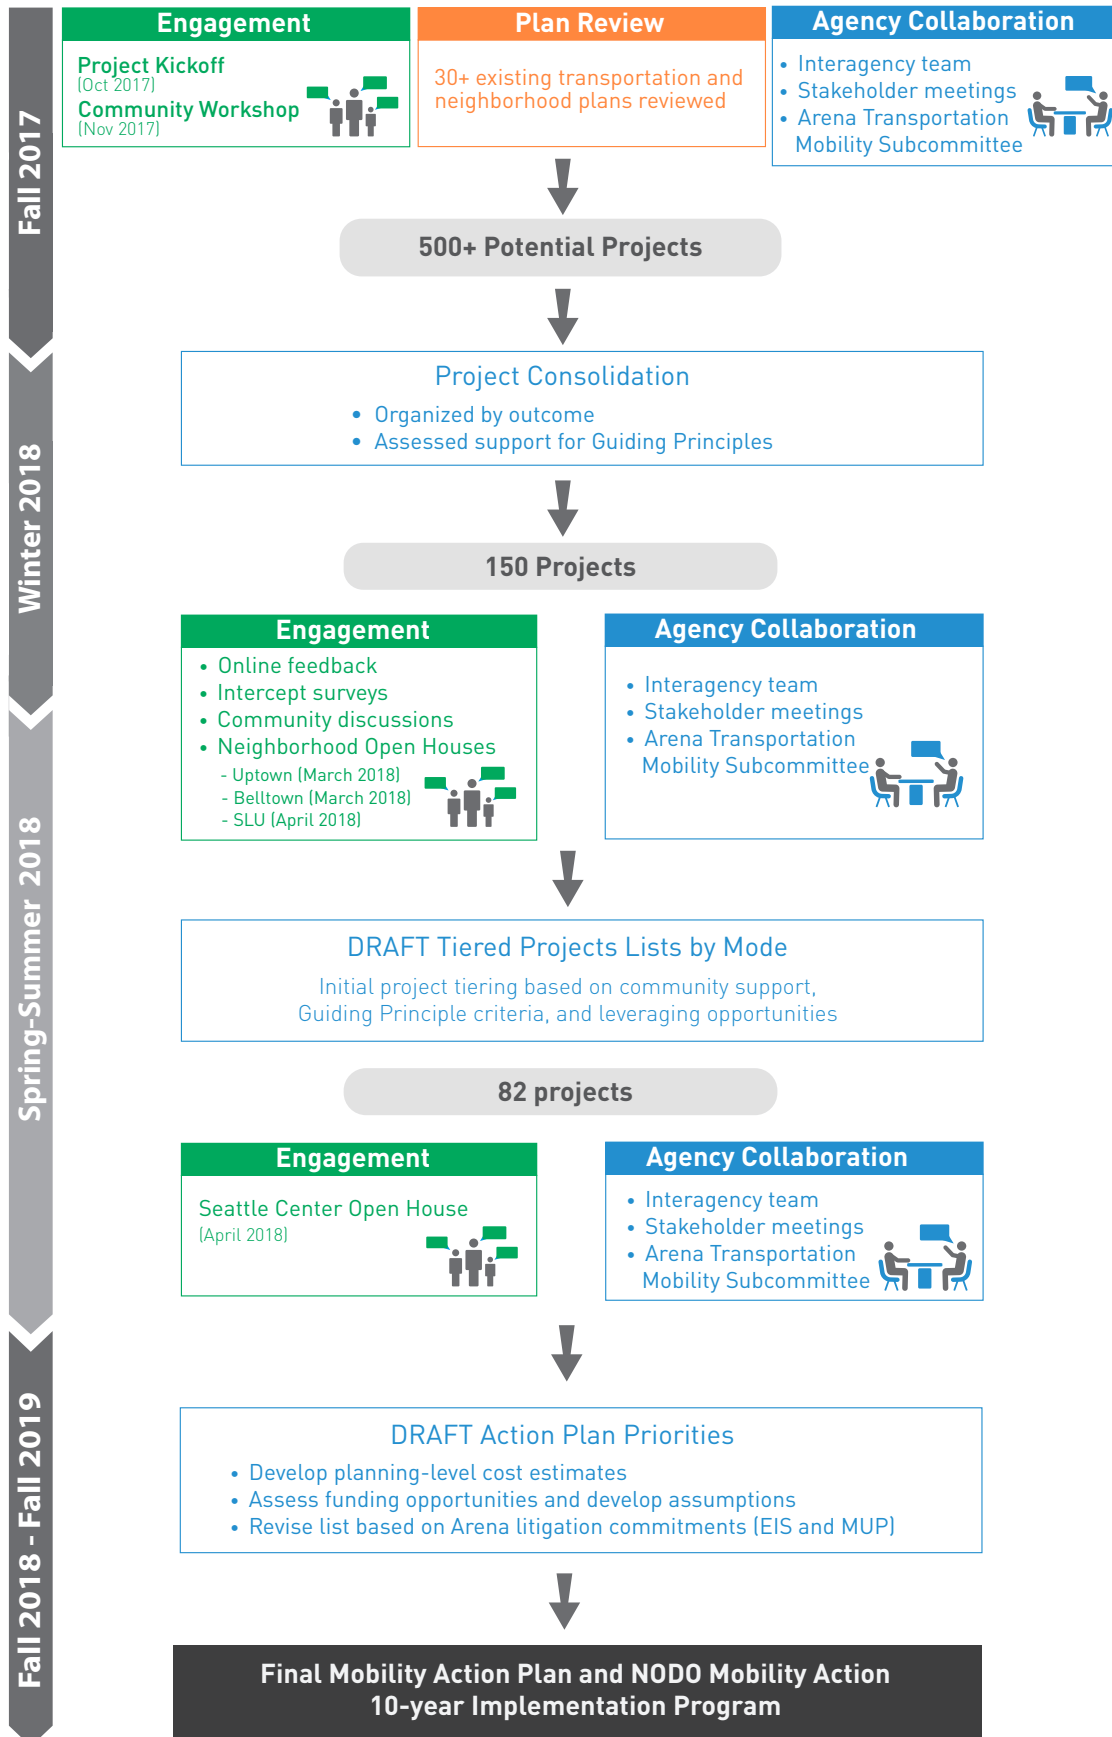 Fall 2017
Engagement
Project Kickoff
(Oct 2017)
Community Workshop
(Nov 2017)
Plan Review
30+ existing transportation and
neighborhood plans reviewed
Agency Collaboration
• Interagency team
• Stakeholder meetings
• Arena Transportation
Mobility Subcommittee
500+ Potential Projects
Winter 2018
Project Consolidation
• Organized by outcome
• Assessed support for Guiding Principles
150 Projects
Spring-Summer 2018
Engagement
• Online feedback
• Intercept surveys
• Community discussions
• Neighborhood Open Houses
- Uptown (March 2018)
- Belltown (March 2018)
- SLU (April 2018)
Agency Collaboration
• Interagency team
• Stakeholder meetings
• Arena Transportation
Mobility Subcommittee
DRAFT Tiered Projects Lists by Mode
Initial project tiering based on community support,
Guiding Principle criteria, and leveraging opportunities
82 projects
Engagement
Seattle Center Open House
(April 2018)
Agency Collaboration
• Interagency team
• Stakeholder meetings
• Arena Transportation
Mobility Subcommittee
Fall 2018 - Fall 2019
DRAFT Action Plan Priorities
• Develop planning-level cost estimates
• Assess funding opportunities and develop assumptions
• Revise list based on Arena litigation commitments (EIS and MUP)
Final Mobility Action Plan and NODO Mobility Action
10-year Implementation Program